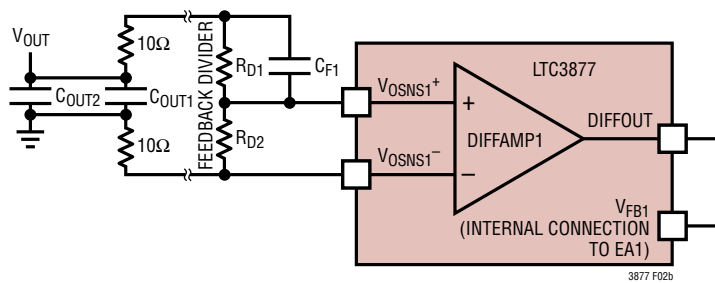 VOUT
10Ω
COUT2
COUT1
10Ω
FEEDBACK DIVIDER
RD1
CF1
RD2
LTC3877
VOSNS1+
+
DIFFAMP1
DIFFOUT
VOSNS1–
–
VFB1
(INTERNAL CONNECTION
TO EA1)
3877 F02b